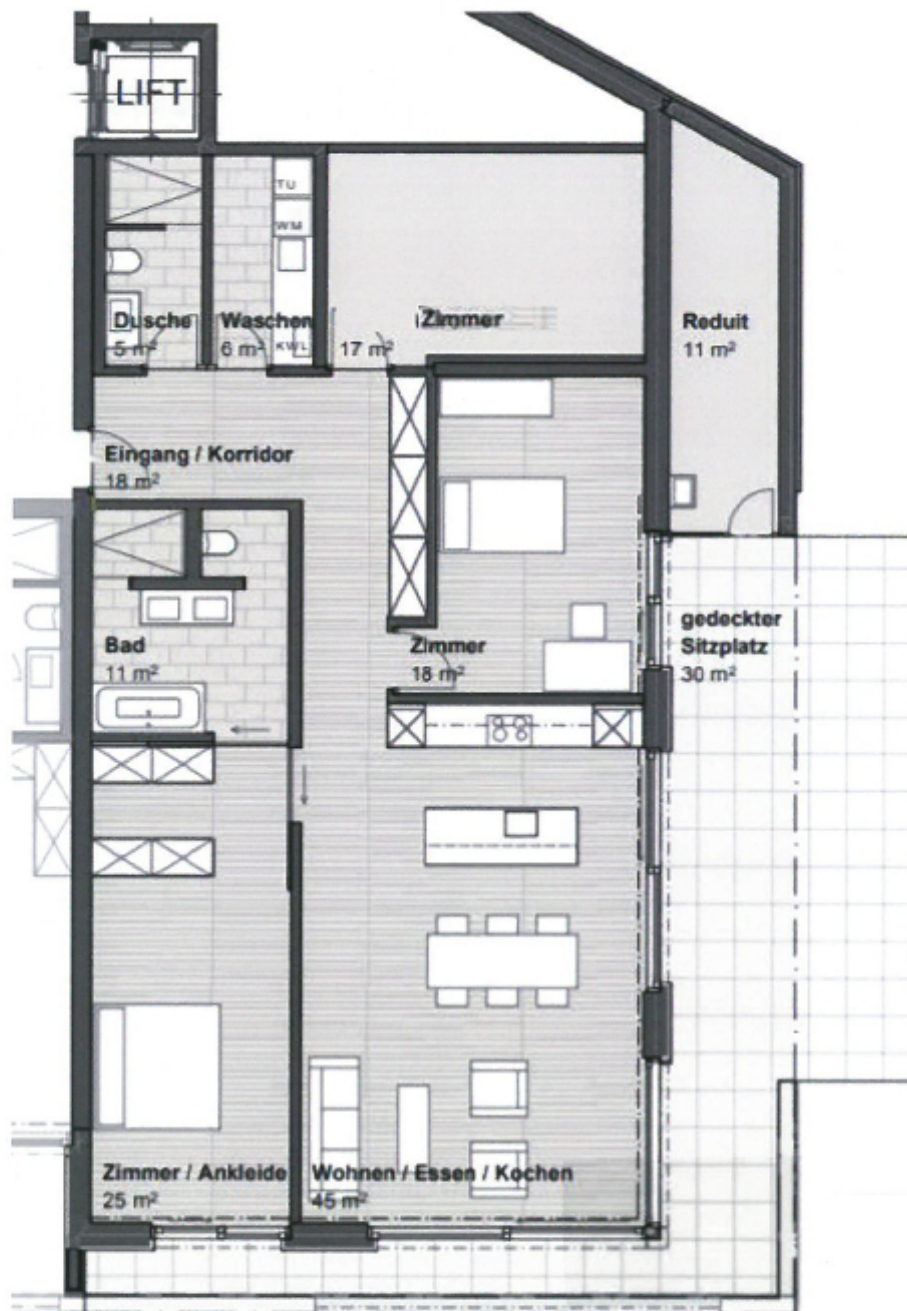 LIFT
TU
WM
KWL
Dusche
5 m²
Waschen
6 m²
Zimmer
17 m²
Reduit
11 m²
Eingang / Korridor
18 m²
Bad
11 m²
Zimmer
18 m²
gedeckter
Sitzplatz
30 m²
Zimmer / Ankleide
25 m²
Wohnen / Essen / Kochen
45 m²